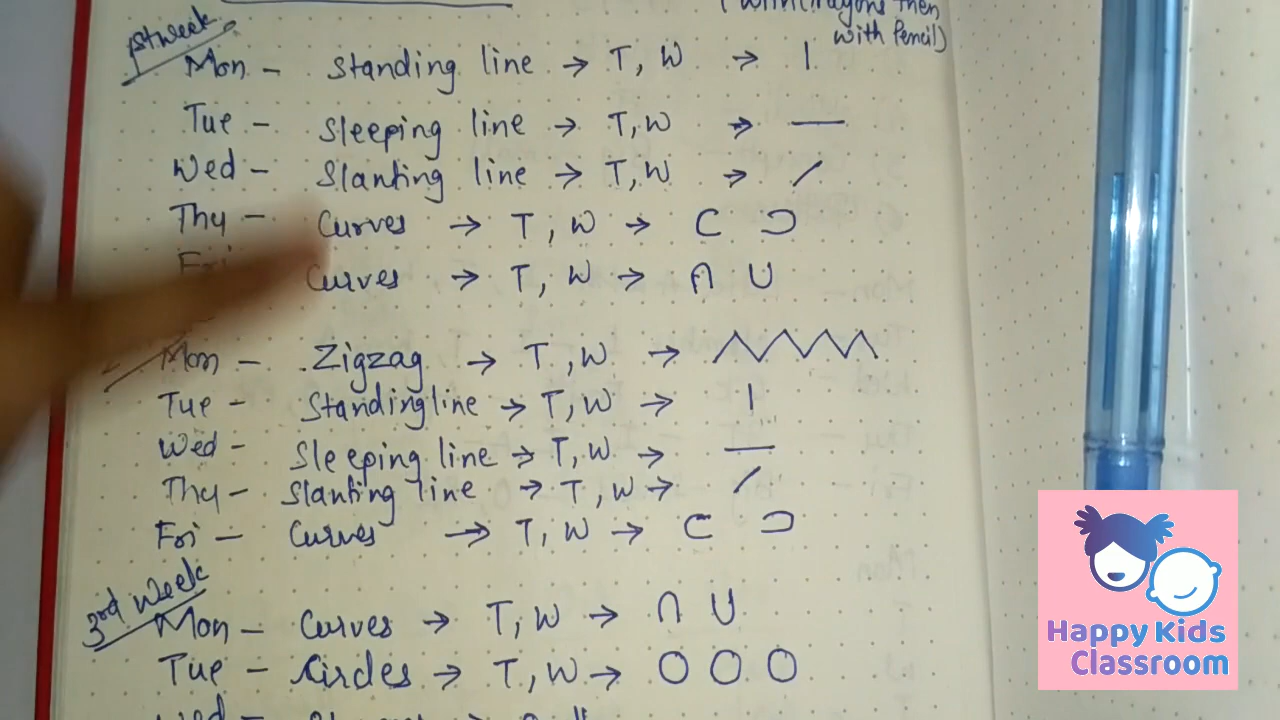 (with Crayons then
with Pencil)
1st week
Mon - Standing line → T, W → |
Tue - Sleeping line → T, W → —
Wed - Slanting line → T, W → /
Thu - Curves → T, W → ⊂ ⊃
Fri Curves → T, W → ∩ ∪
Mon - Zigzag → T, W → /\/\/\/\/\
Tue - Standing line → T, W → |
Wed - Sleeping line → T, W → —
Thu - Slanting line → T, W → /
Fri - Curves → T, W → ⊂ ⊃
3rd week
Mon - Curves → T, W → ∩ ∪
Tue - Circles → T, W → O O O
Wed -
Happy Kids
Classroom